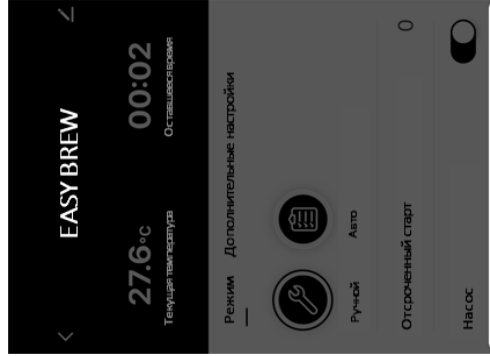 EASY BREW
27.6°C 00:02
Текущая температура Оставшееся время
Режим Дополнительные настройки
Ручной Авто
Отсроченный старт 0
Насос